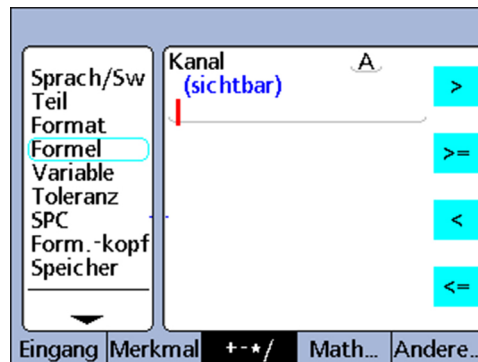 Sprach/Sw
Teil
Format
Formel
Variable
Toleranz
SPC
Form.-kopf
Speicher
Kanal A
(sichtbar)
>
>=
<
<=
Eingang Merkmal +-*/ Math... Andere...